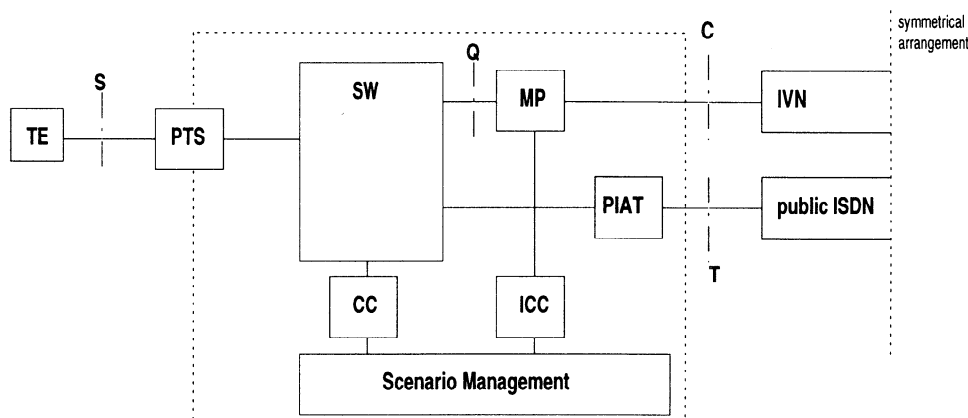 symmetrical
arrangement
C
Q
S
SW
MP
IVN
TE
PTS
PIAT
public ISDN
T
CC
ICC
Scenario Management